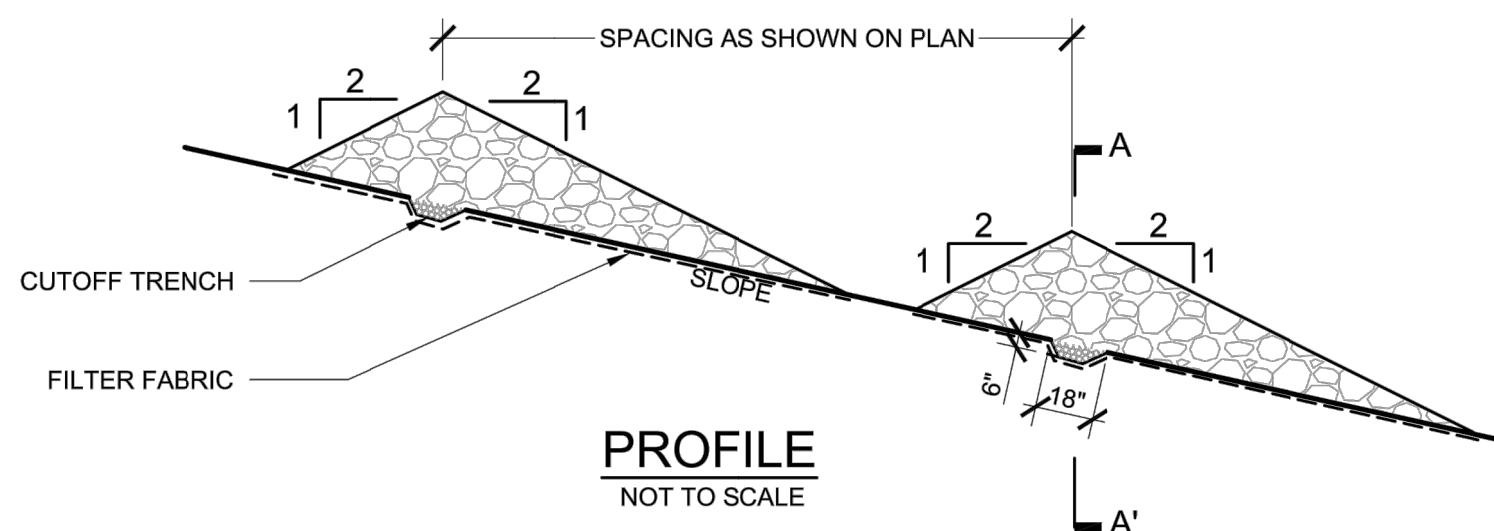 SPACING AS SHOWN ON PLAN
2
2
1
1
A
2
2
1
1
CUTOFF TRENCH
SLOPE
FILTER FABRIC
6"
18"
PROFILE
NOT TO SCALE
A'